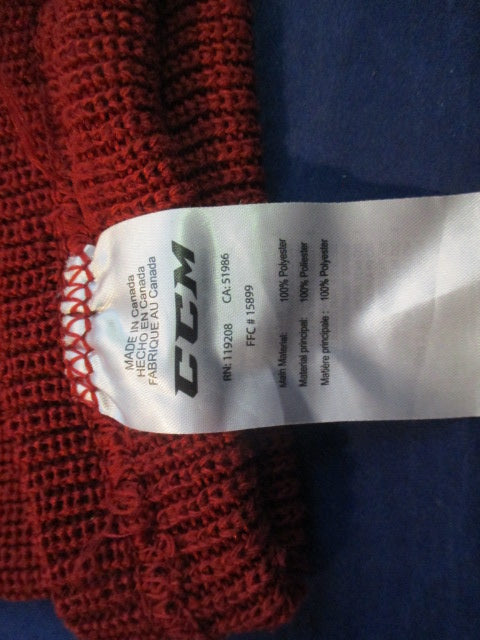 MADE IN Canada
HECHO EN Canada
FABRIQUE AU Canada
CCM
RN: 119208 CA: 51986
FFC # 15899
Main Material: 100% Polyester
Material principal: 100% Poliester
Matière principale : 100% Polyester